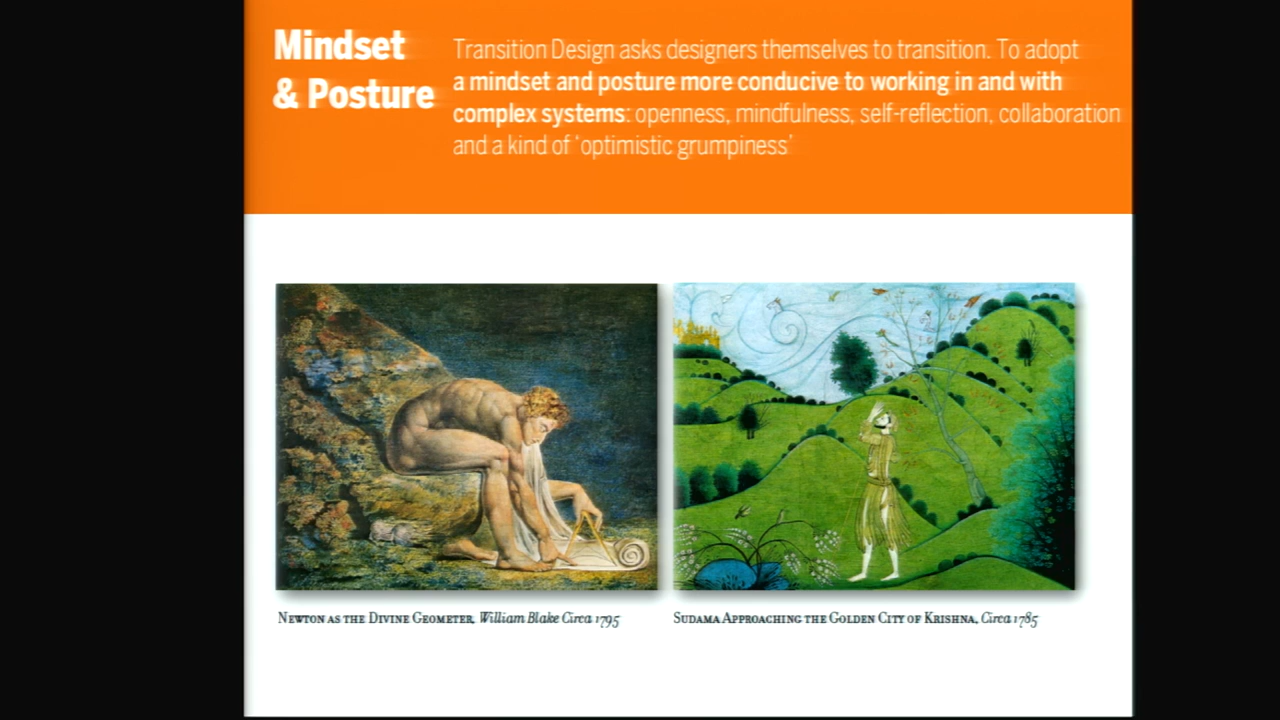 Mindset
& Posture
Transition Design asks designers themselves to transition. To adopt
a mindset and posture more conducive to working in and with
complex systems: openness, mindfulness, self-reflection, collaboration
and a kind of ‘optimistic grumpiness’
Newton as the Divine Geometer, William Blake Circa 1795
Sudama Approaching the Golden City of Krishna, Circa 1785